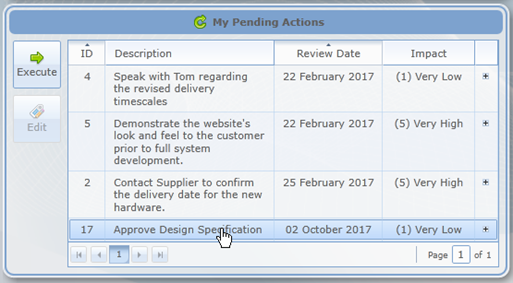 My Pending Actions
Execute
Edit
ID Description Review Date Impact
4 Speak with Tom regarding 22 February 2017 (1) Very Low
the revised delivery
timescales
5 Demonstrate the website's 22 February 2017 (5) Very High
look and feel to the customer
prior to full system
development.
2 Contact Supplier to confirm 25 February 2017 (5) Very High
the delivery date for the new
hardware.
17 Approve Design Specification 02 October 2017 (1) Very Low
1 Page 1 of 1